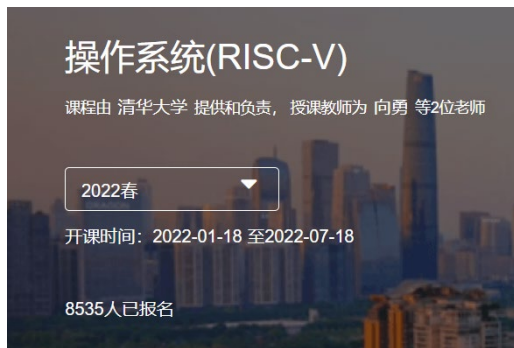 操作系统(RISC-V)
课程由 清华大学 提供和负责，授课教师为 向勇 等2位老师
2022春
开课时间：2022-01-18 至2022-07-18
8535人已报名